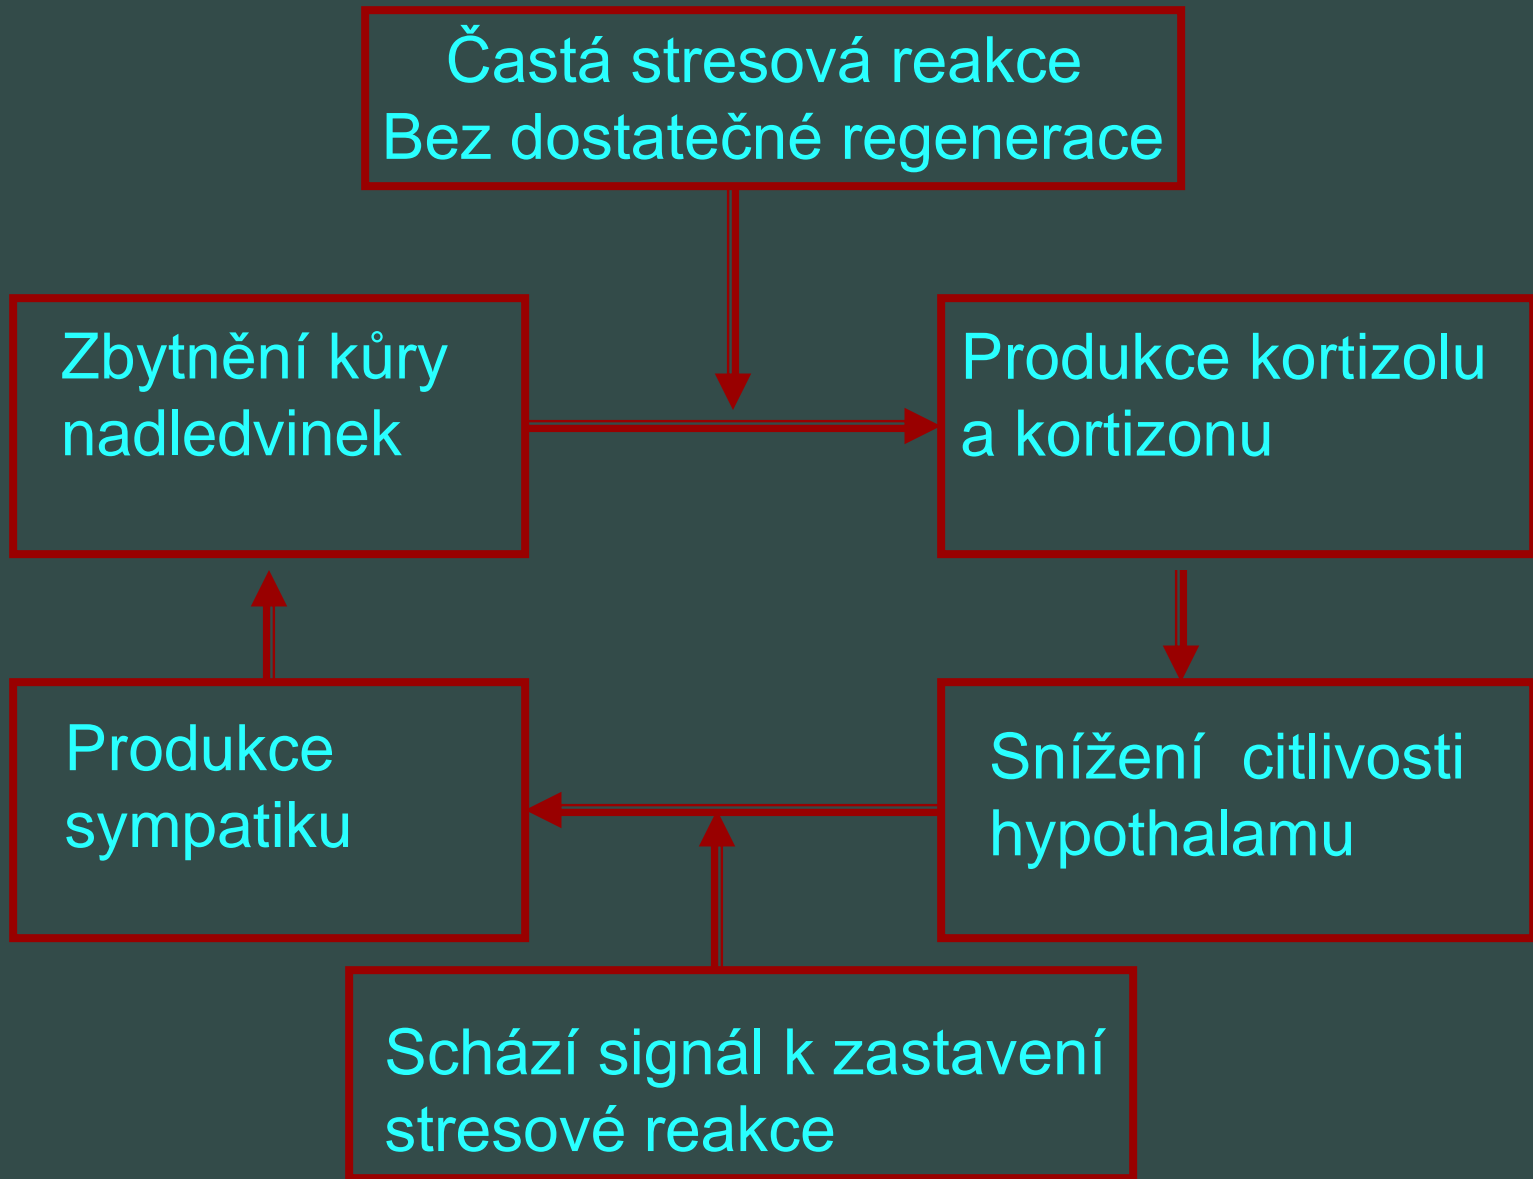 Častá stresová reakce
Bez dostatečné regenerace
Zbytnění kůry
nadledvinek
Produkce kortizolu
a kortizonu
Produkce
sympatiku
Snížení  citlivosti
hypothalamu
Schází signál k zastavení
stresové reakce